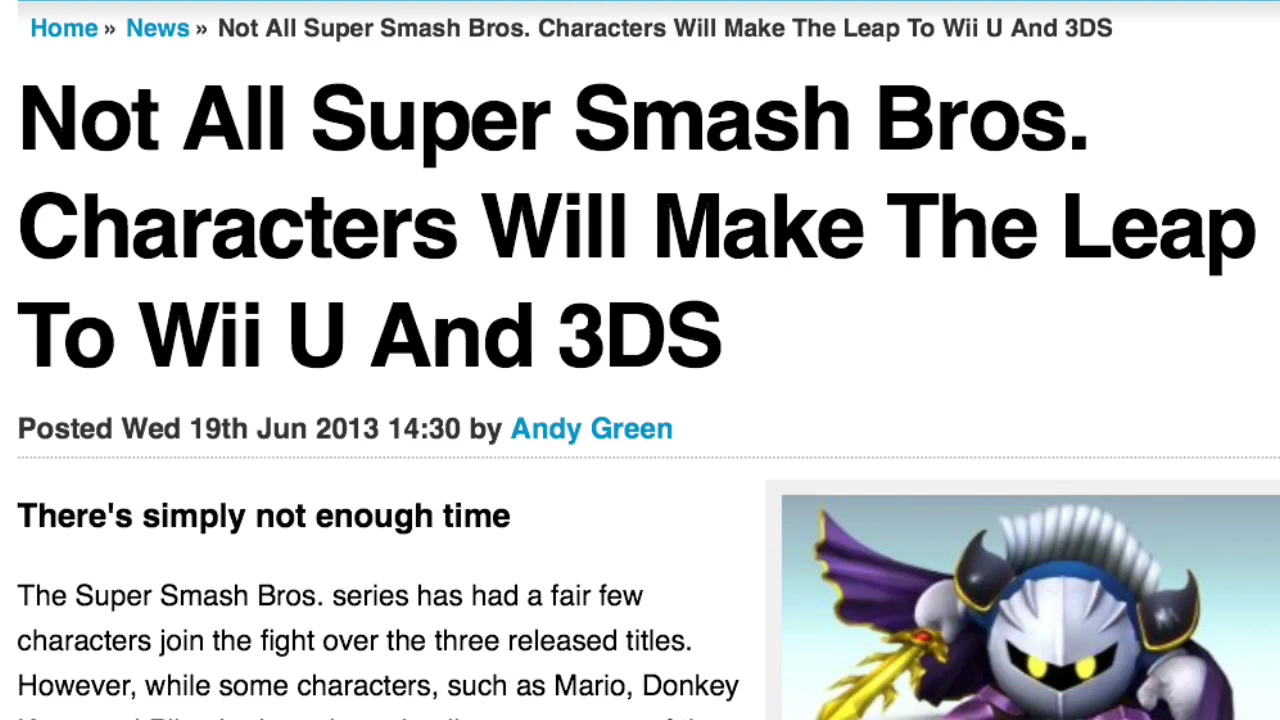 Home » News » Not All Super Smash Bros. Characters Will Make The Leap To Wii U And 3DS
Not All Super Smash Bros.
Characters Will Make The Leap
To Wii U And 3DS
Posted Wed 19th Jun 2013 14:30 by Andy Green
There's simply not enough time
The Super Smash Bros. series has had a fair few
characters join the fight over the three released titles.
However, while some characters, such as Mario, Donkey